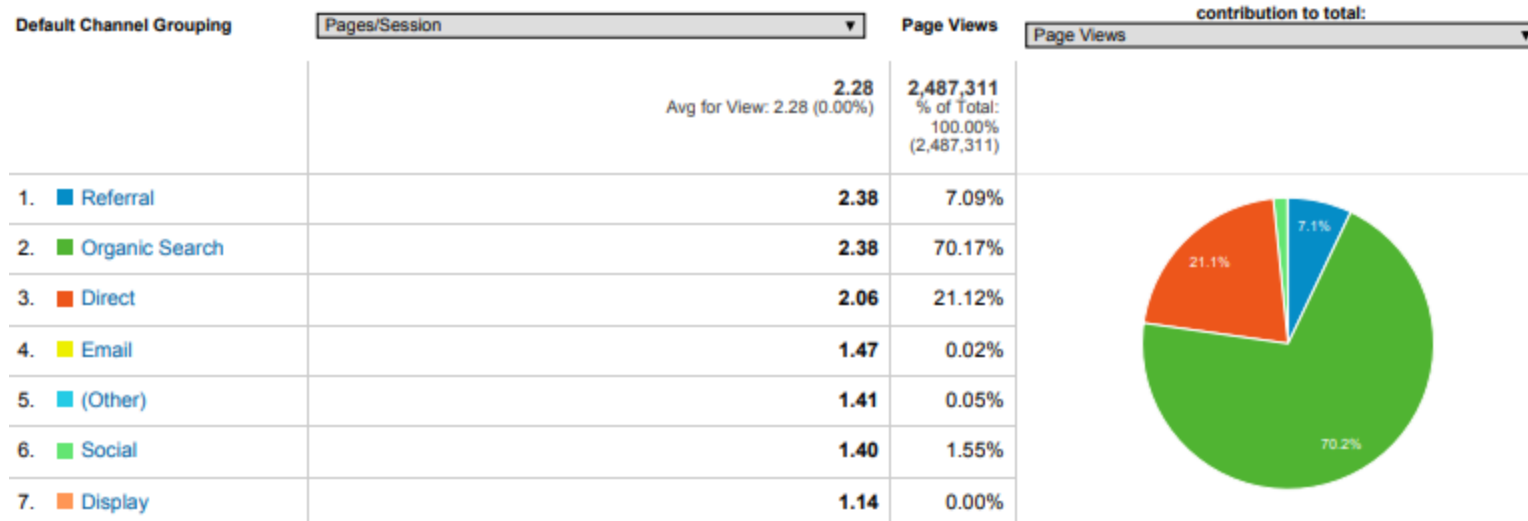 contribution to total:
Default Channel Grouping Pages/Session ▼ Page Views Page Views ▼
2.28 2,487,311
Avg for View: 2.28 (0.00%) % of Total:
100.00%
(2,487,311)
1. Referral 2.38 7.09%
2. Organic Search 2.38 70.17%
3. Direct 2.06 21.12%
4. Email 1.47 0.02%
5. (Other) 1.41 0.05%
6. Social 1.40 1.55%
7. Display 1.14 0.00%
7.1%
21.1%
70.2%